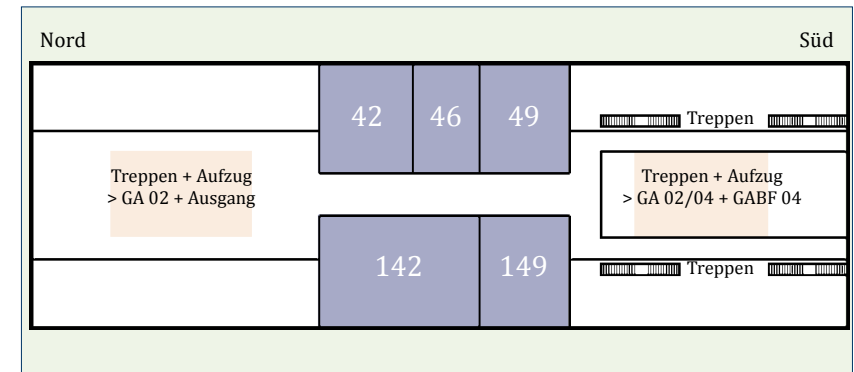 Nord
Süd
42
46
49
Treppen
Treppen + Aufzug
> GA 02 + Ausgang
Treppen + Aufzug
> GA 02/04 + GABF 04
142
149
Treppen